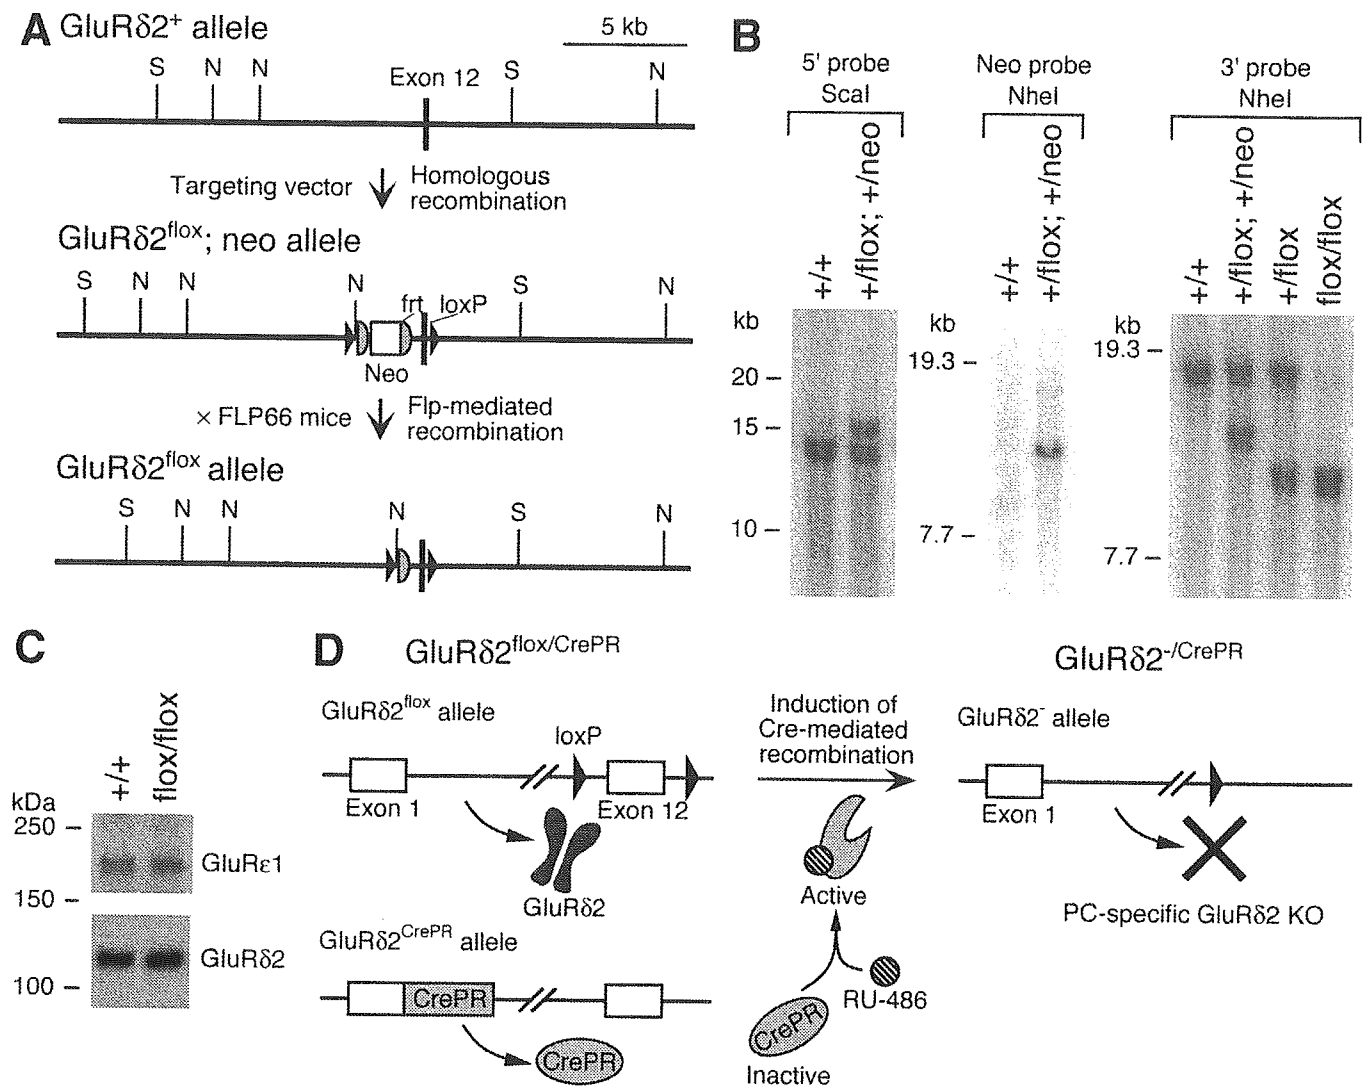 A GluRδ2+ allele
5 kb
S N N Exon 12 S N
Targeting vector
Homologous
recombination
GluRδ2flox; neo allele
S N N N frt loxP S N
Neo
× FLP66 mice
Flp-mediated
recombination
GluRδ2flox allele
S N N N S N
B
5' probe
ScaI
+/+
+/flox; +/neo
kb
20
15
10
Neo probe
NheI
+/+
+/flox; +/neo
kb
19.3
7.7
3' probe
NheI
+/+
+/flox; +/neo
+/flox
flox/flox
kb
19.3
7.7
C
+/+
flox/flox
kDa
250
GluRε1
150
GluRδ2
100
D
GluRδ2flox/CrePR
GluRδ2flox allele
loxP
Exon 1
Exon 12
GluRδ2
GluRδ2CrePR allele
CrePR
CrePR
Induction of
Cre-mediated
recombination
Active
RU-486
CrePR
Inactive
GluRδ2-/CrePR
GluRδ2- allele
Exon 1
PC-specific GluRδ2 KO